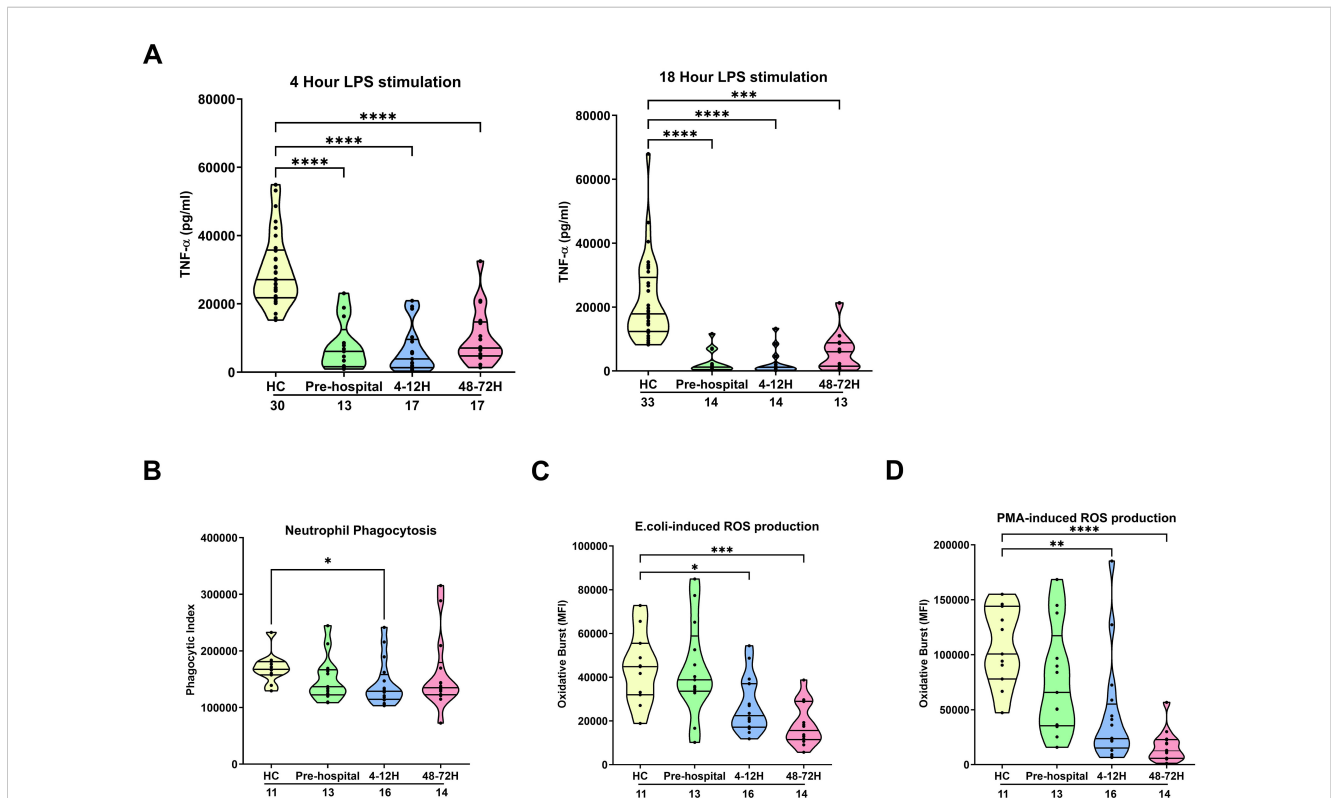 A
4 Hour LPS stimulation
80000
60000
40000
20000
0
TNF-α (pg/ml)
****
****
****
HC Pre-hospital 4-12H 48-72H
30 13 17 17
18 Hour LPS stimulation
80000
60000
40000
20000
0
TNF-α (pg/ml)
***
****
****
HC Pre-hospital 4-12H 48-72H
33 14 14 13
B
Neutrophil Phagocytosis
400000
300000
200000
100000
0
Phagocytic Index
*
HC Pre-hospital 4-12H 48-72H
11 13 16 14
C
E.coli-induced ROS production
100000
80000
60000
40000
20000
0
Oxidative Burst (MFI)
***
*
HC Pre-hospital 4-12H 48-72H
11 13 16 14
D
PMA-induced ROS production
200000
150000
100000
50000
0
Oxidative Burst (MFI)
****
**
HC Pre-hospital 4-12H 48-72H
11 13 16 14